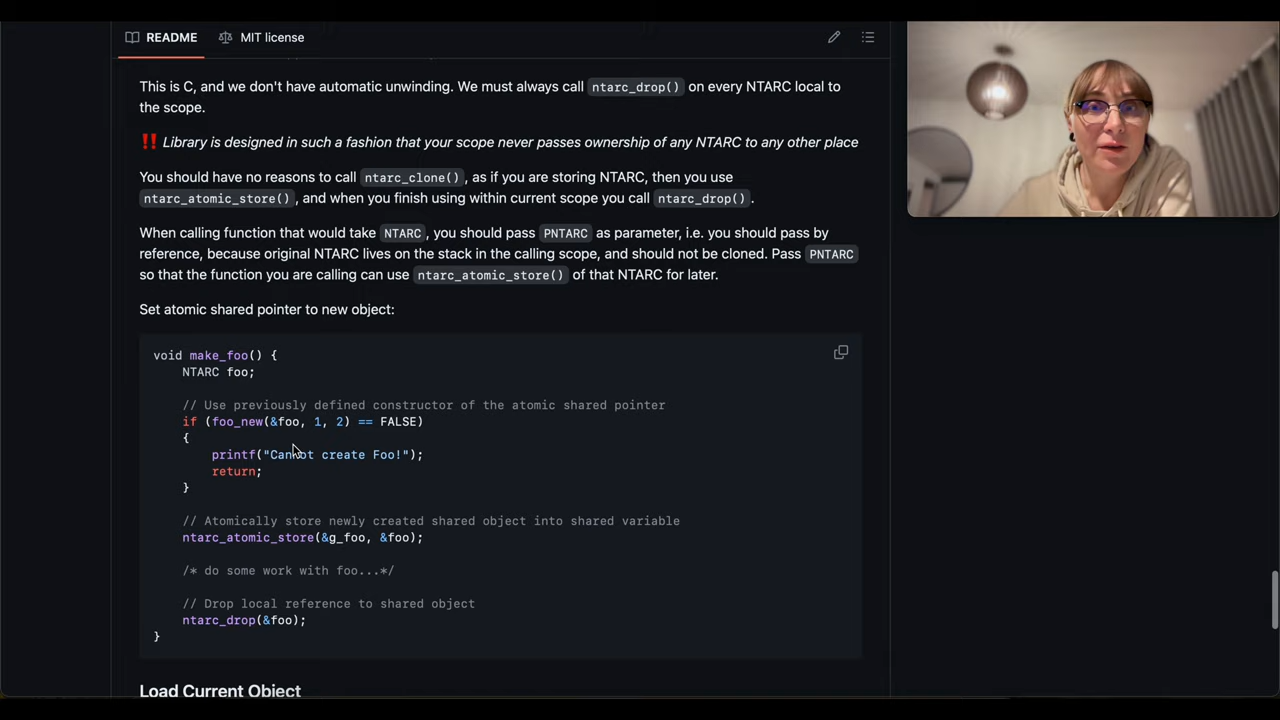 README MIT license
This is C, and we don't have automatic unwinding. We must always call ntarc_drop() on every NTARC local to
the scope.
‼️ Library is designed in such a fashion that your scope never passes ownership of any NTARC to any other place
You should have no reasons to call ntarc_clone(), as if you are storing NTARC, then you use
ntarc_atomic_store(), and when you finish using within current scope you call ntarc_drop().
When calling function that would take NTARC, you should pass PNTARC as parameter, i.e. you should pass by
reference, because original NTARC lives on the stack in the calling scope, and should not be cloned. Pass PNTARC
so that the function you are calling can use ntarc_atomic_store() of that NTARC for later.
Set atomic shared pointer to new object:
void make_foo() {
    NTARC foo;
    // Use previously defined constructor of the atomic shared pointer
    if (foo_new(&foo, 1, 2) == FALSE)
    {
        printf("Cannot create Foo!");
        return;
    }
    // Atomically store newly created shared object into shared variable
    ntarc_atomic_store(&g_foo, &foo);
    /* do some work with foo...*/
    // Drop local reference to shared object
    ntarc_drop(&foo);
}
Load Current Object